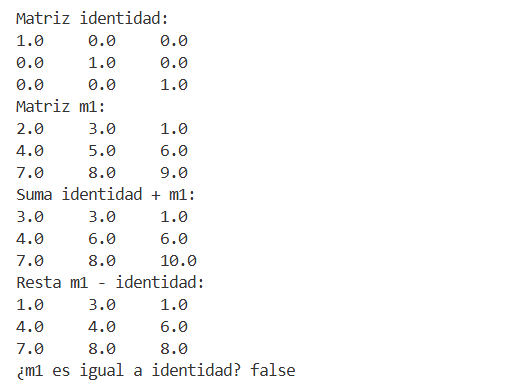 Matriz identidad:
1.0 0.0 0.0
0.0 1.0 0.0
0.0 0.0 1.0
Matriz m1:
2.0 3.0 1.0
4.0 5.0 6.0
7.0 8.0 9.0
Suma identidad + m1:
3.0 3.0 1.0
4.0 6.0 6.0
7.0 8.0 10.0
Resta m1 - identidad:
1.0 3.0 1.0
4.0 4.0 6.0
7.0 8.0 8.0
¿m1 es igual a identidad? false